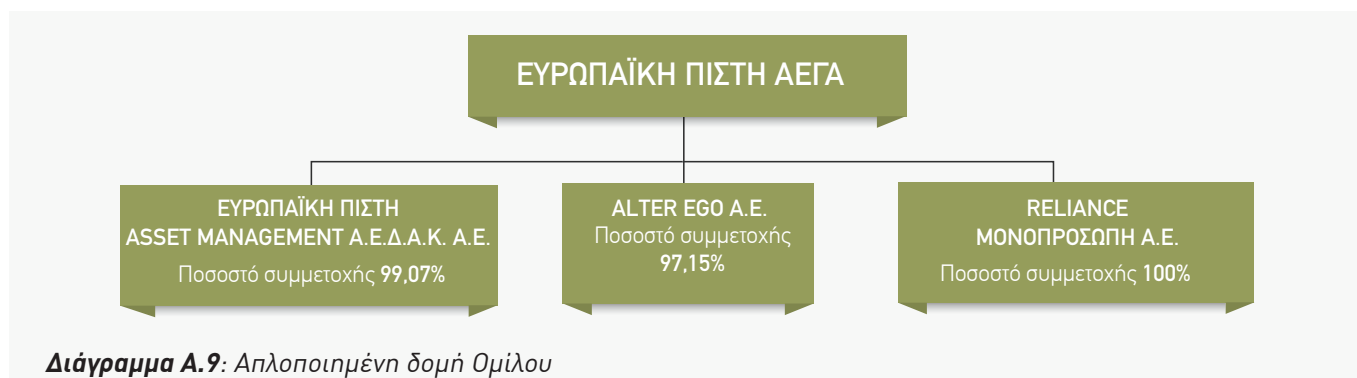 ΕΥΡΩΠΑΪΚΗ ΠΙΣΤΗ ΑΕΓΑ
ΕΥΡΩΠΑΪΚΗ ΠΙΣΤΗ
ASSET MANAGEMENT Α.Ε.Δ.Α.Κ. Α.Ε.
Ποσοστό συμμετοχής 99,07%
ALTER EGO Α.Ε.
Ποσοστό συμμετοχής
97,15%
RELIANCE
ΜΟΝΟΠΡΟΣΩΠΗ Α.Ε.
Ποσοστό συμμετοχής 100%
Διάγραμμα Α.9: Απλοποιημένη δομή Ομίλου